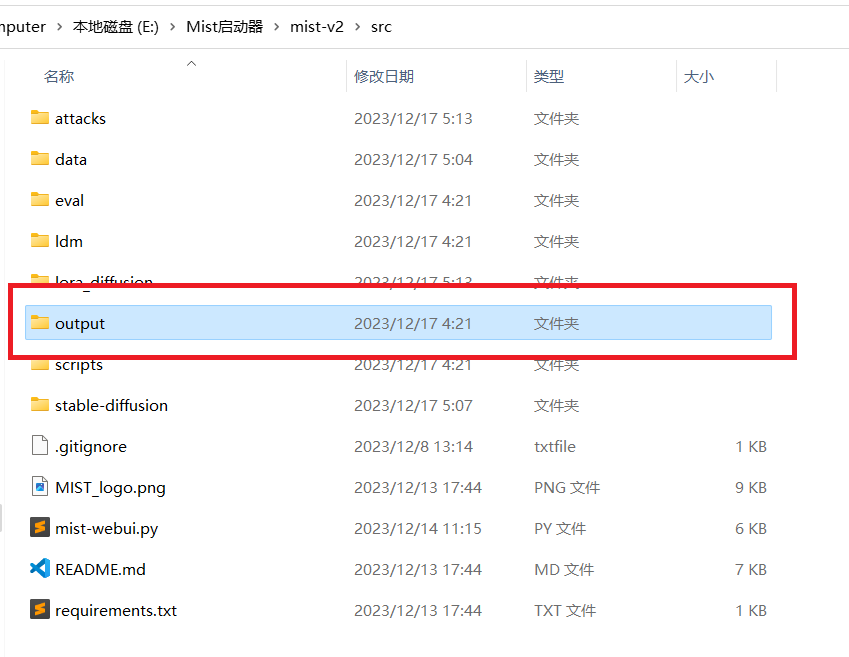 mputer › 本地磁盘 (E:) › Mist启动器 › mist-v2 › src
名称 修改日期 类型 大小
attacks 2023/12/17 5:13 文件夹
data 2023/12/17 5:04 文件夹
eval 2023/12/17 4:21 文件夹
ldm 2023/12/17 4:21 文件夹
lora_diffusion 2023/12/17 5:13 文件夹
output 2023/12/17 4:21 文件夹
scripts 2023/12/17 4:21 文件夹
stable-diffusion 2023/12/17 5:07 文件夹
.gitignore 2023/12/8 13:14 txtfile 1 KB
MIST_logo.png 2023/12/13 17:44 PNG 文件 9 KB
mist-webui.py 2023/12/14 11:15 PY 文件 6 KB
README.md 2023/12/13 17:44 MD 文件 7 KB
requirements.txt 2023/12/13 17:44 TXT 文件 1 KB